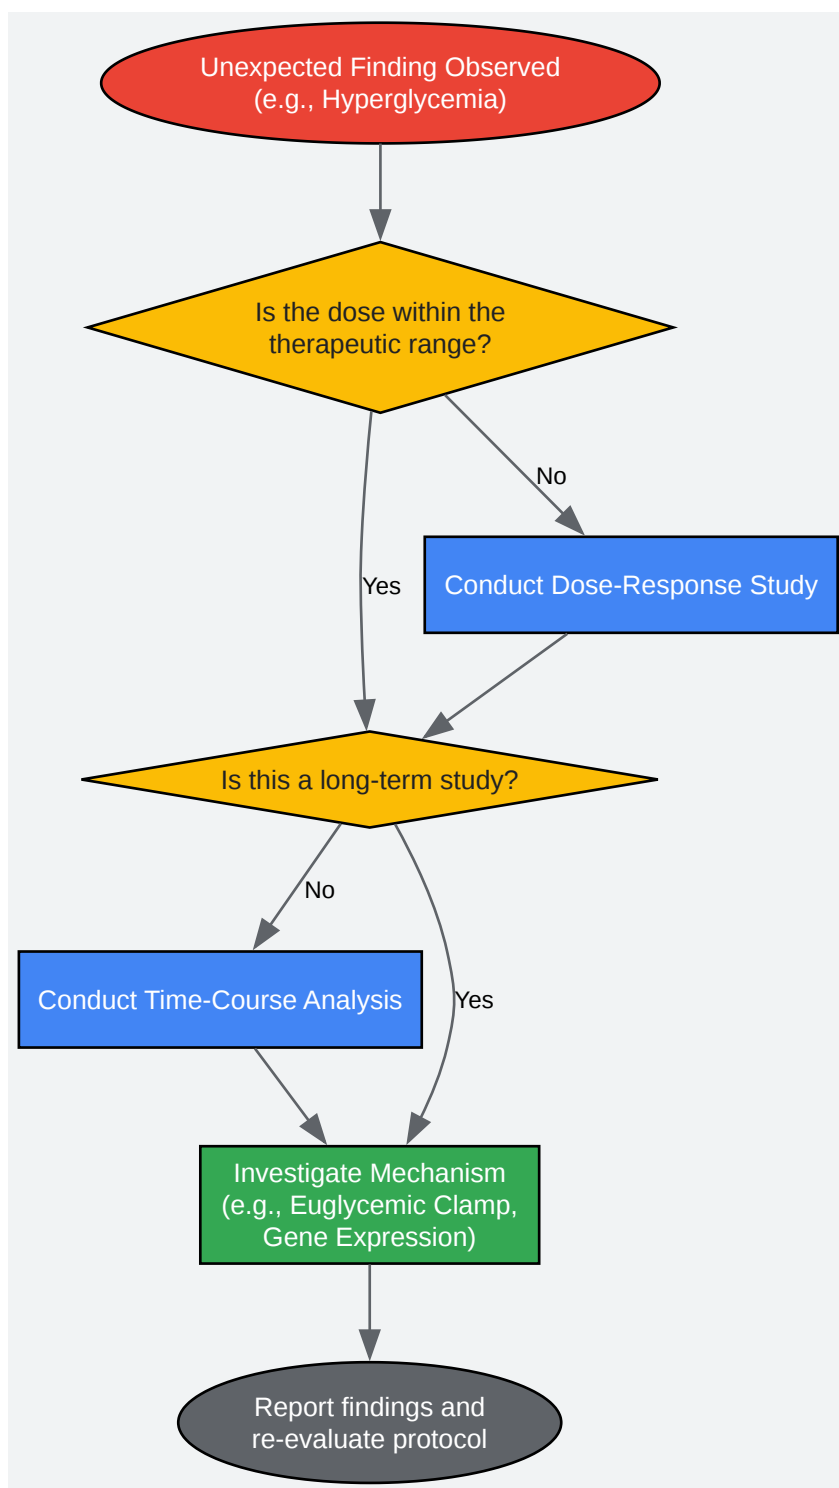 Unexpected Finding Observed
(e.g., Hyperglycemia)
Is the dose within the
therapeutic range?
No
Yes
Conduct Dose-Response Study
Is this a long-term study?
No
Conduct Time-Course Analysis
Yes
Investigate Mechanism
(e.g., Euglycemic Clamp,
Gene Expression)
Report findings and
re-evaluate protocol